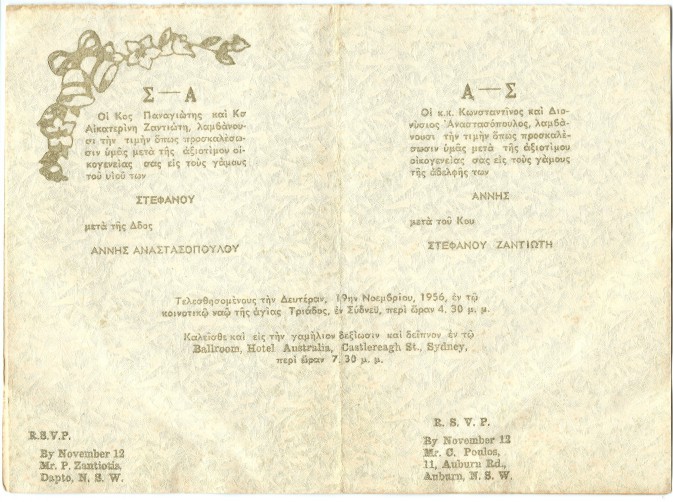 Σ — Α
Οἱ Κος Παναγιώτης καὶ Κα
Αἰκατερίνη Ζαντιώτη, λαμβάνου-
σι τὴν τιμὴν ὅπως προσκαλέσω-
σιν ὑμᾶς μετὰ τῆς ἀξιοτίμου οἰ-
κογενείας σας εἰς τοὺς γάμους
τοῦ υἱοῦ των
ΣΤΕΦΑΝΟΥ
μετὰ τῆς Δδος
ΑΝΝΗΣ ΑΝΑΣΤΑΣΟΠΟΥΛΟΥ
Α — Σ
Οἱ κ.κ. Κωνσταντῖνος καὶ Διο-
νύσιος Ἀναστασόπουλος, λαμβά-
νουσι τὴν τιμὴν ὅπως προσκαλέ-
σωσιν ὑμᾶς μετὰ τῆς ἀξιοτίμου
οἰκογενείας σας εἰς τοὺς γάμους
τῆς ἀδελφῆς των
ΑΝΝΗΣ
μετὰ τοῦ Κου
ΣΤΕΦΑΝΟΥ ΖΑΝΤΙΩΤΗ
Τελεσθησομένους τὴν Δευτέραν, 19ην Νοεμβρίου, 1956, ἐν τῷ
κοινοτικῷ ναῷ τῆς ἁγίας Τριάδος, ἐν Σύδνεϋ, περὶ ὥραν 4. 30 μ. μ.
Καλεῖσθε καὶ εἰς τὴν γαμήλιον δεξίωσιν καὶ δεῖπνον ἐν τῷ
Ballroom, Hotel Australia, Castlereagh St., Sydney,
περὶ ὥραν 7. 30 μ. μ.
R.S.V.P.
By November 12
Mr. P. Zantiotis,
Dapto, N. S. W.
R. S. V. P.
By November 12
Mr. C. Poulos,
11, Auburn Rd.,
Auburn, N. S. W.